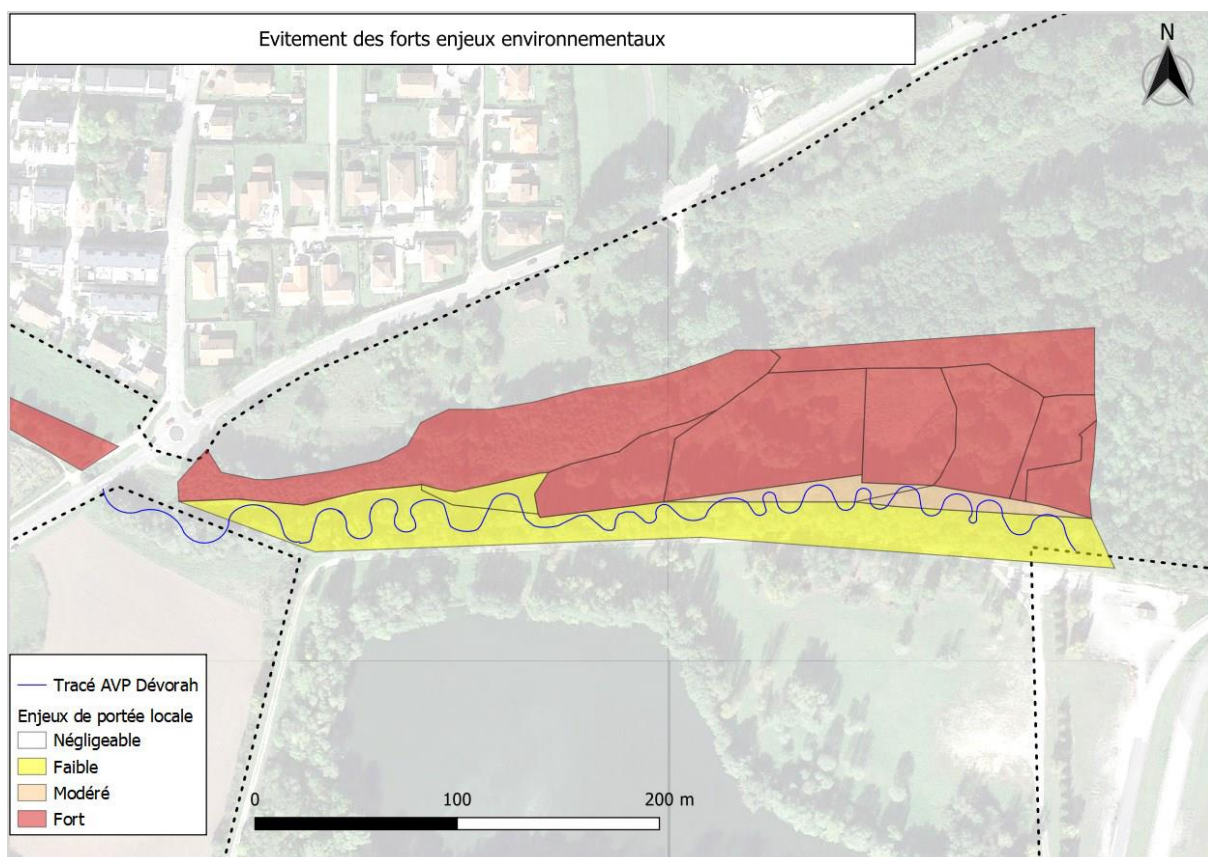 Evitement des forts enjeux environnementaux
N
Tracé AVP Dévorah
Enjeux de portée locale
Négligeable
Faible
Modéré
Fort
0 100 200 m